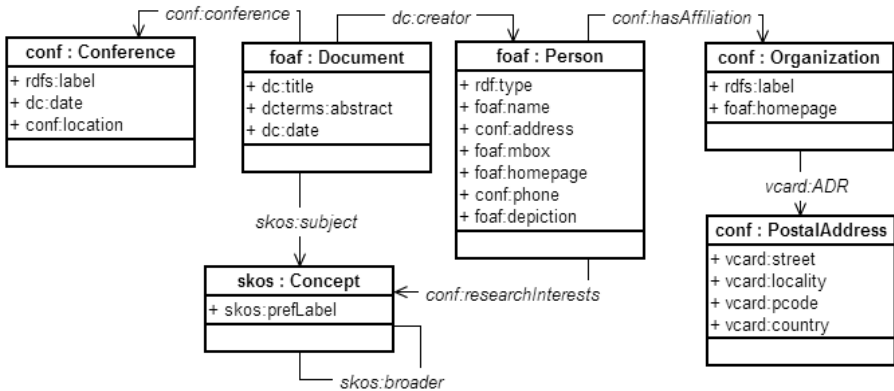 conf:conference
dc:creator
conf:hasAffiliation
conf : Conference
+ rdfs:label
+ dc:date
+ conf:location
foaf : Document
+ dc:title
+ dcterms:abstract
+ dc:date
foaf : Person
+ rdf:type
+ foaf:name
+ conf:address
+ foaf:mbox
+ foaf:homepage
+ conf:phone
+ foaf:depiction
conf : Organization
+ rdfs:label
+ foaf:homepage
vcard:ADR
skos:subject
conf : PostalAddress
+ vcard:street
+ vcard:locality
+ vcard:pcode
+ vcard:country
skos : Concept
+ skos:prefLabel
conf:researchInterests
skos:broader